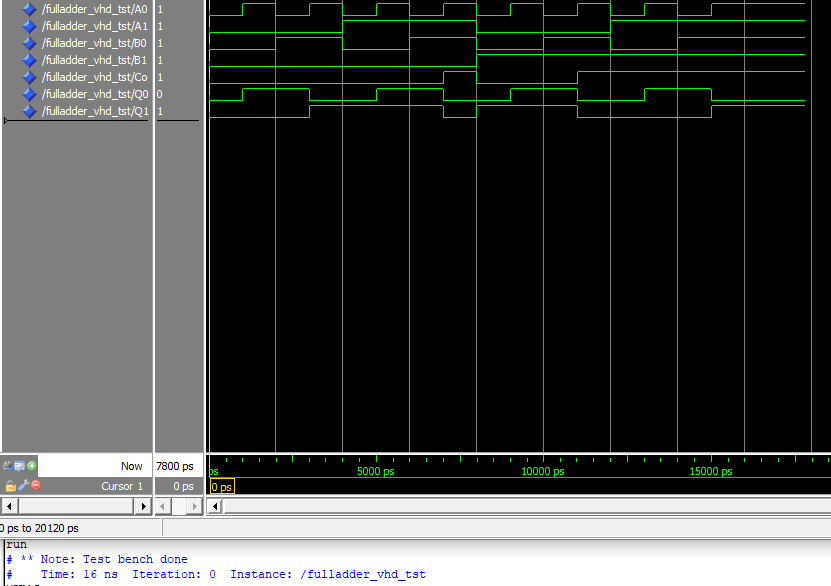 /fulladder_vhd_tst/A0 1
/fulladder_vhd_tst/A1 1
/fulladder_vhd_tst/B0 1
/fulladder_vhd_tst/B1 1
/fulladder_vhd_tst/Co 1
/fulladder_vhd_tst/Q0 0
/fulladder_vhd_tst/Q1 1
Now 7800 ps ps 5000 ps 10000 ps 15000 ps
Cursor 1 0 ps 0 ps
0 ps to 20120 ps
run
# ** Note: Test bench done
# Time: 16 ns Iteration: 0 Instance: /fulladder_vhd_tst